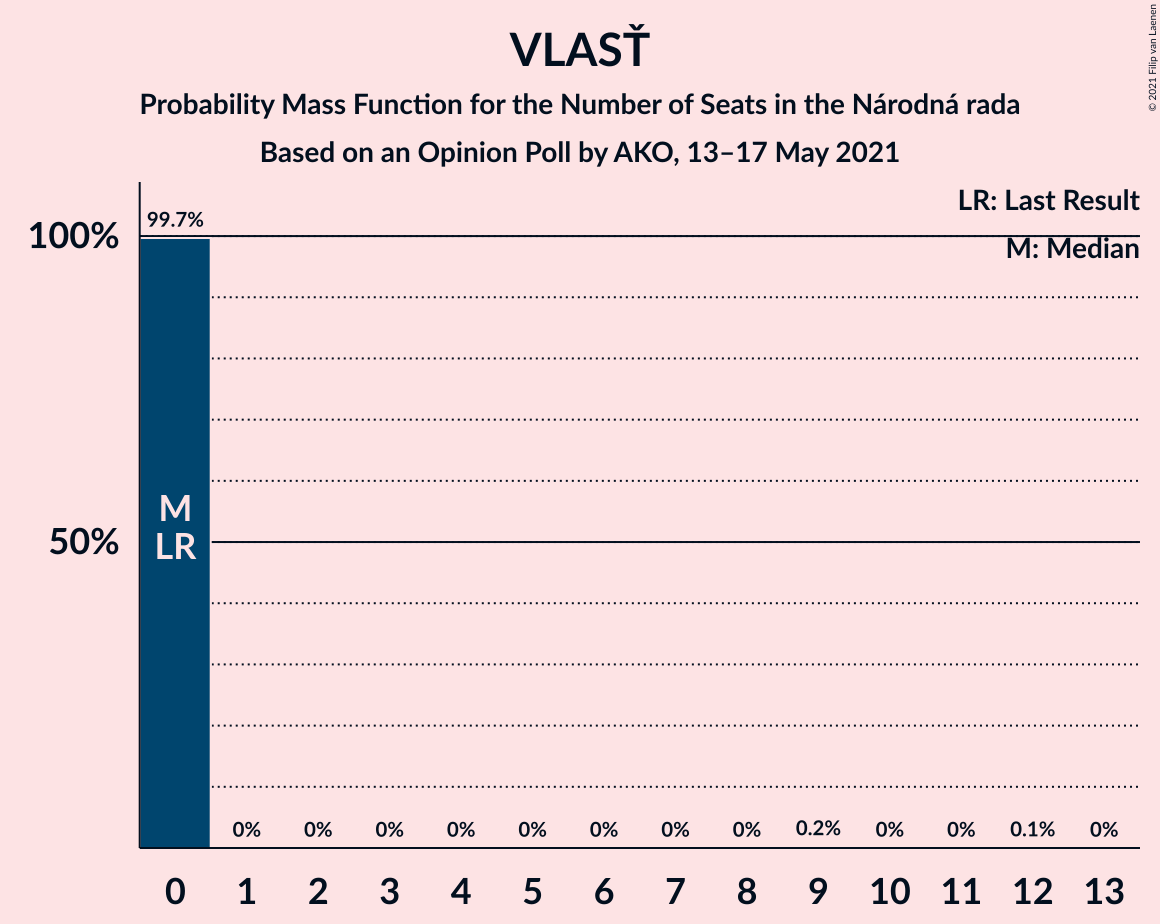 VLASŤ
Probability Mass Function for the Number of Seats in the Národná rada
Based on an Opinion Poll by AKO, 13–17 May 2021
© 2021 Filip van Laenen
LR: Last Result
M: Median
99.7%
100%
50%
M
LR
0% 0% 0% 0% 0% 0% 0% 0% 0.2% 0% 0% 0.1% 0%
0 1 2 3 4 5 6 7 8 9 10 11 12 13